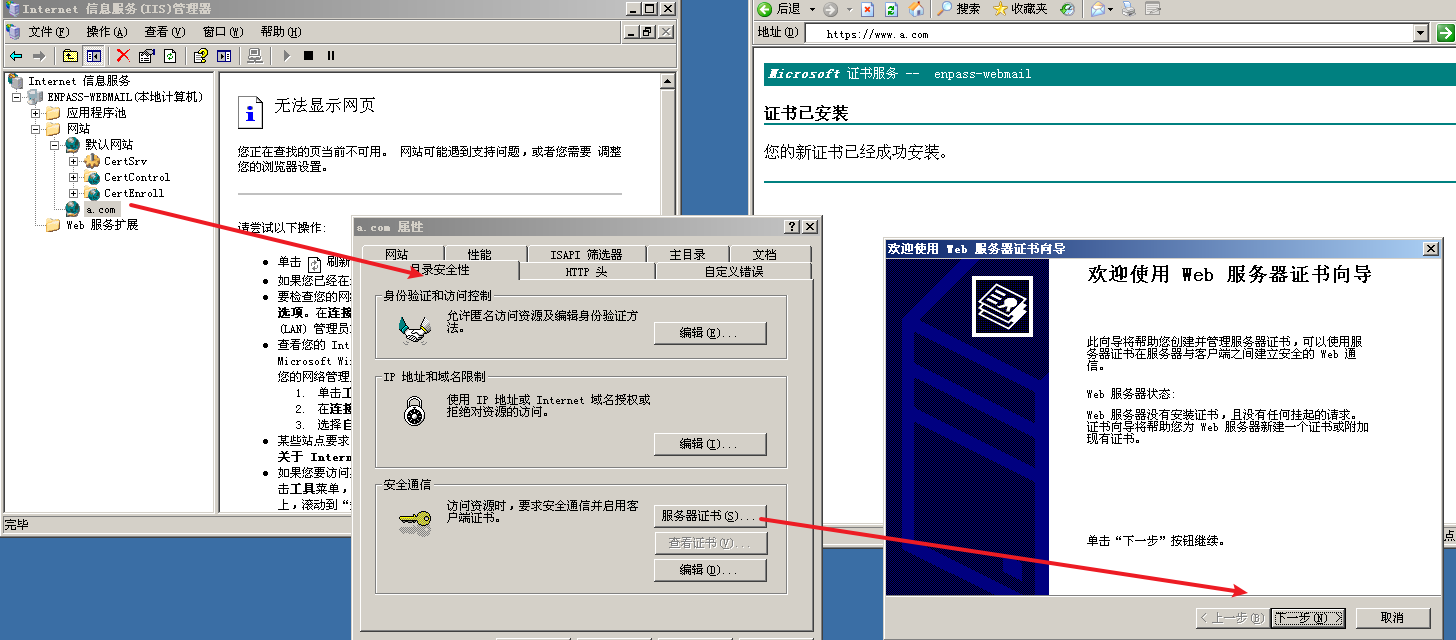 Internet 信息服务(IIS)管理器
文件(F) 操作(A) 查看(V) 窗口(W) 帮助(H)
Internet 信息服务
ENPASS-WEBMAIL(本地计算机)
应用程序池
网站
默认网站
CertSrv
CertControl
CertEnroll
a.com
Web 服务扩展
完毕
无法显示网页
您正在查找的页当前不可用。 网站可能遇到支持问题，或者您需要 调整
您的浏览器设置。
请尝试以下操作:
单击 刷新
如果您已经在
要检查您的网
选项。在连接
(LAN) 管理员
查看您的 Int
Microsoft Wi
您的网络管理
1. 单击工
2. 在连接
3. 选择自
某些站点要求
关于 Intern
如果您要访问
击工具菜单，
上，滚动到“
后退 搜索 收藏夹
地址(D) https://www.a.com
Microsoft 证书服务 -- enpass-webmail
证书已安装
您的新证书已经成功安装。
点
a.com 属性
网站 性能 ISAPI 筛选器 主目录 文档
目录安全性 HTTP 头 自定义错误
身份验证和访问控制
允许匿名访问资源及编辑身份验证方
法。
编辑(E)...
IP 地址和域名限制
使用 IP 地址或 Internet 域名授权或
拒绝对资源的访问。
编辑(I)...
安全通信
访问资源时，要求安全通信并启用客
户端证书。
服务器证书(S)...
查看证书(V)...
编辑(D)...
欢迎使用 Web 服务器证书向导
欢迎使用 Web 服务器证书向导
此向导将帮助您创建并管理服务器证书，可以使用服
务器证书在服务器与客户端之间建立安全的 Web 通
信。
Web 服务器状态:
Web 服务器没有安装证书，且没有任何挂起的请求。
证书向导将帮助您为 Web 服务器新建一个证书或附加
现有证书。
单击“下一步”按钮继续。
< 上一步(B) 下一步(N) > 取消